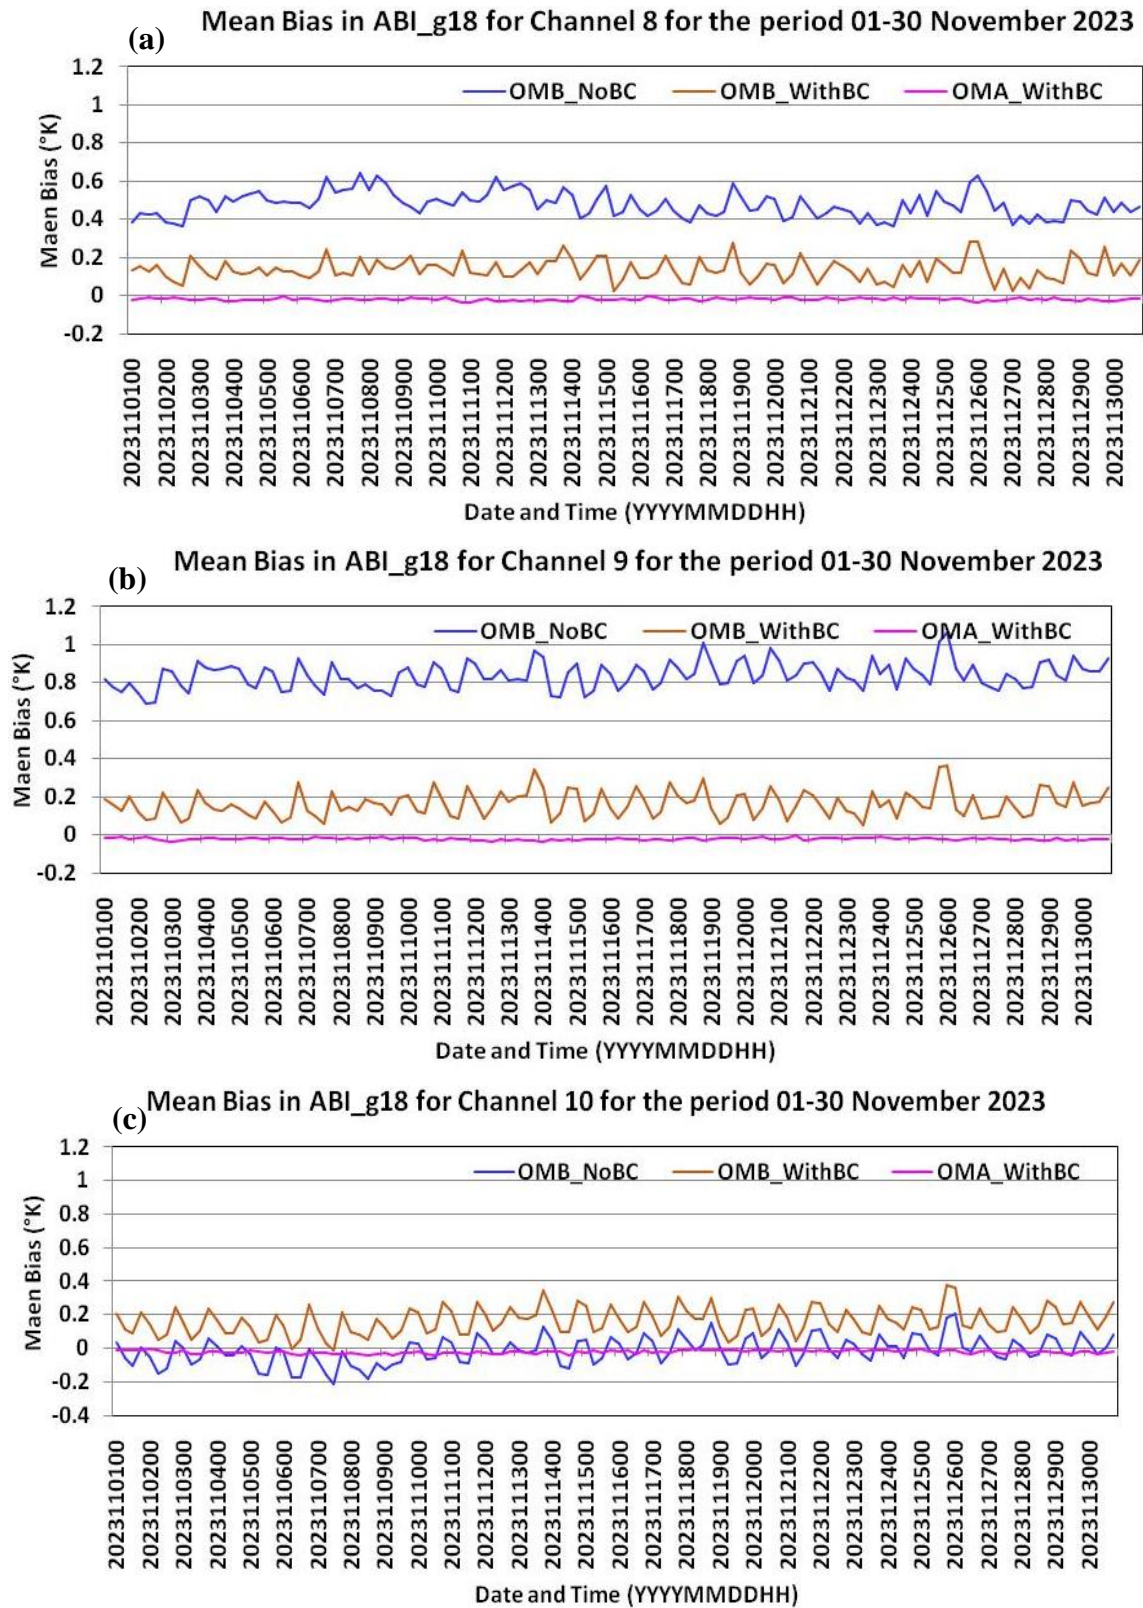 (a) Mean Bias in ABI_g18 for Channel 8 for the period 01-30 November 2023
OMB_NoBC OMB_WithBC OMA_WithBC
1.2
1
0.8
0.6
0.4
0.2
0
-0.2
Maen Bias (°K)
2023110100 2023110200 2023110300 2023110400 2023110500 2023110600 2023110700 2023110800 2023110900 2023111000 2023111100 2023111200 2023111300 2023111400 2023111500 2023111600 2023111700 2023111800 2023111900 2023112000 2023112100 2023112200 2023112300 2023112400 2023112500 2023112600 2023112700 2023112800 2023112900 2023113000
Date and Time (YYYYMMDDHH)
(b) Mean Bias in ABI_g18 for Channel 9 for the period 01-30 November 2023
OMB_NoBC OMB_WithBC OMA_WithBC
1.2
1
0.8
0.6
0.4
0.2
0
-0.2
Maen Bias (°K)
2023110100 2023110200 2023110300 2023110400 2023110500 2023110600 2023110700 2023110800 2023110900 2023111000 2023111100 2023111200 2023111300 2023111400 2023111500 2023111600 2023111700 2023111800 2023111900 2023112000 2023112100 2023112200 2023112300 2023112400 2023112500 2023112600 2023112700 2023112800 2023112900 2023113000
Date and Time (YYYYMMDDHH)
(c) Mean Bias in ABI_g18 for Channel 10 for the period 01-30 November 2023
OMB_NoBC OMB_WithBC OMA_WithBC
1.2
1
0.8
0.6
0.4
0.2
0
-0.2
-0.4
Maen Bias (°K)
2023110100 2023110200 2023110300 2023110400 2023110500 2023110600 2023110700 2023110800 2023110900 2023111000 2023111100 2023111200 2023111300 2023111400 2023111500 2023111600 2023111700 2023111800 2023111900 2023112000 2023112100 2023112200 2023112300 2023112400 2023112500 2023112600 2023112700 2023112800 2023112900 2023113000
Date and Time (YYYYMMDDHH)